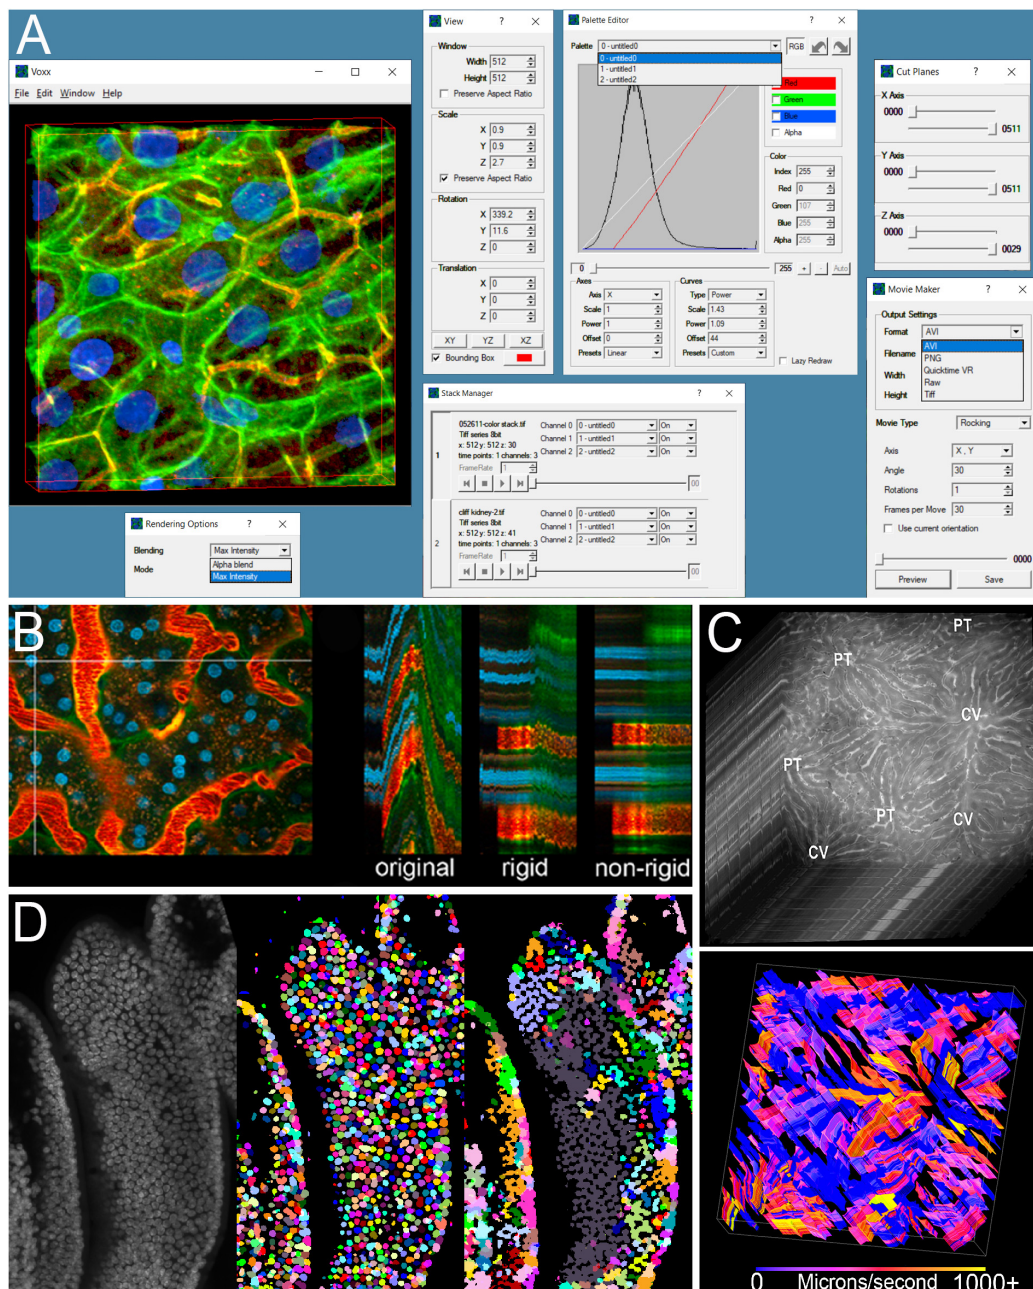 A
Voxx
File Edit Window Help
View ?
Window
Width 512
Height 512
Preserve Aspect Ratio
Scale
X 0.9
Y 0.9
Z 2.7
Preserve Aspect Ratio
Rotation
X 339.2
Y 11.6
Z 0
Translation
X 0
Y 0
Z 0
XY YZ XZ
Bounding Box
Palette Editor ?
Palette 0 - untitled0 RGB
0 - untitled0
1 - untitled1
2 - untitled2
Red
Green
Blue
Alpha
Color
Index 255
Red 0
Green 107
Blue 255
Alpha 255
0 255 + - Auto
Axes
Axis X
Scale 1
Power 1
Offset 0
Presets Linear
Curves
Type Power
Scale 1.43
Power 1.09
Offset 44
Presets Custom
Lazy Redraw
Cut Planes ?
X Axis
0000
0511
Y Axis
0000
0511
Z Axis
0000
0029
Movie Maker ?
Output Settings
Format AVI
AVI
PNG
Quicktime VR
Raw
Tiff
Filename
Width
Height
Movie Type Rocking
Axis X, Y
Angle 30
Rotations 1
Frames per Move 30
Use current orientation
0000
Preview Save
Stack Manager ?
1
052611-color stack.tif
Tiff series 8bit
x: 512 y: 512 z: 30
time points: 1 channels: 3
FrameRate 1
Channel 0 0 - untitled0 On
Channel 1 1 - untitled1 On
Channel 2 2 - untitled2 On
00
2
cliff kidney-2.tif
Tiff series 8bit
x: 512 y: 512 z: 41
time points: 1 channels: 3
FrameRate 1
Channel 0 0 - untitled0 On
Channel 1 1 - untitled1 On
Channel 2 2 - untitled2 On
00
Rendering Options ?
Blending Max Intensity
Alpha blend
Max Intensity
Mode
B
original rigid non-rigid
C
PT
PT
CV
PT
PT
CV
CV
D
0 Microns/second 1000+